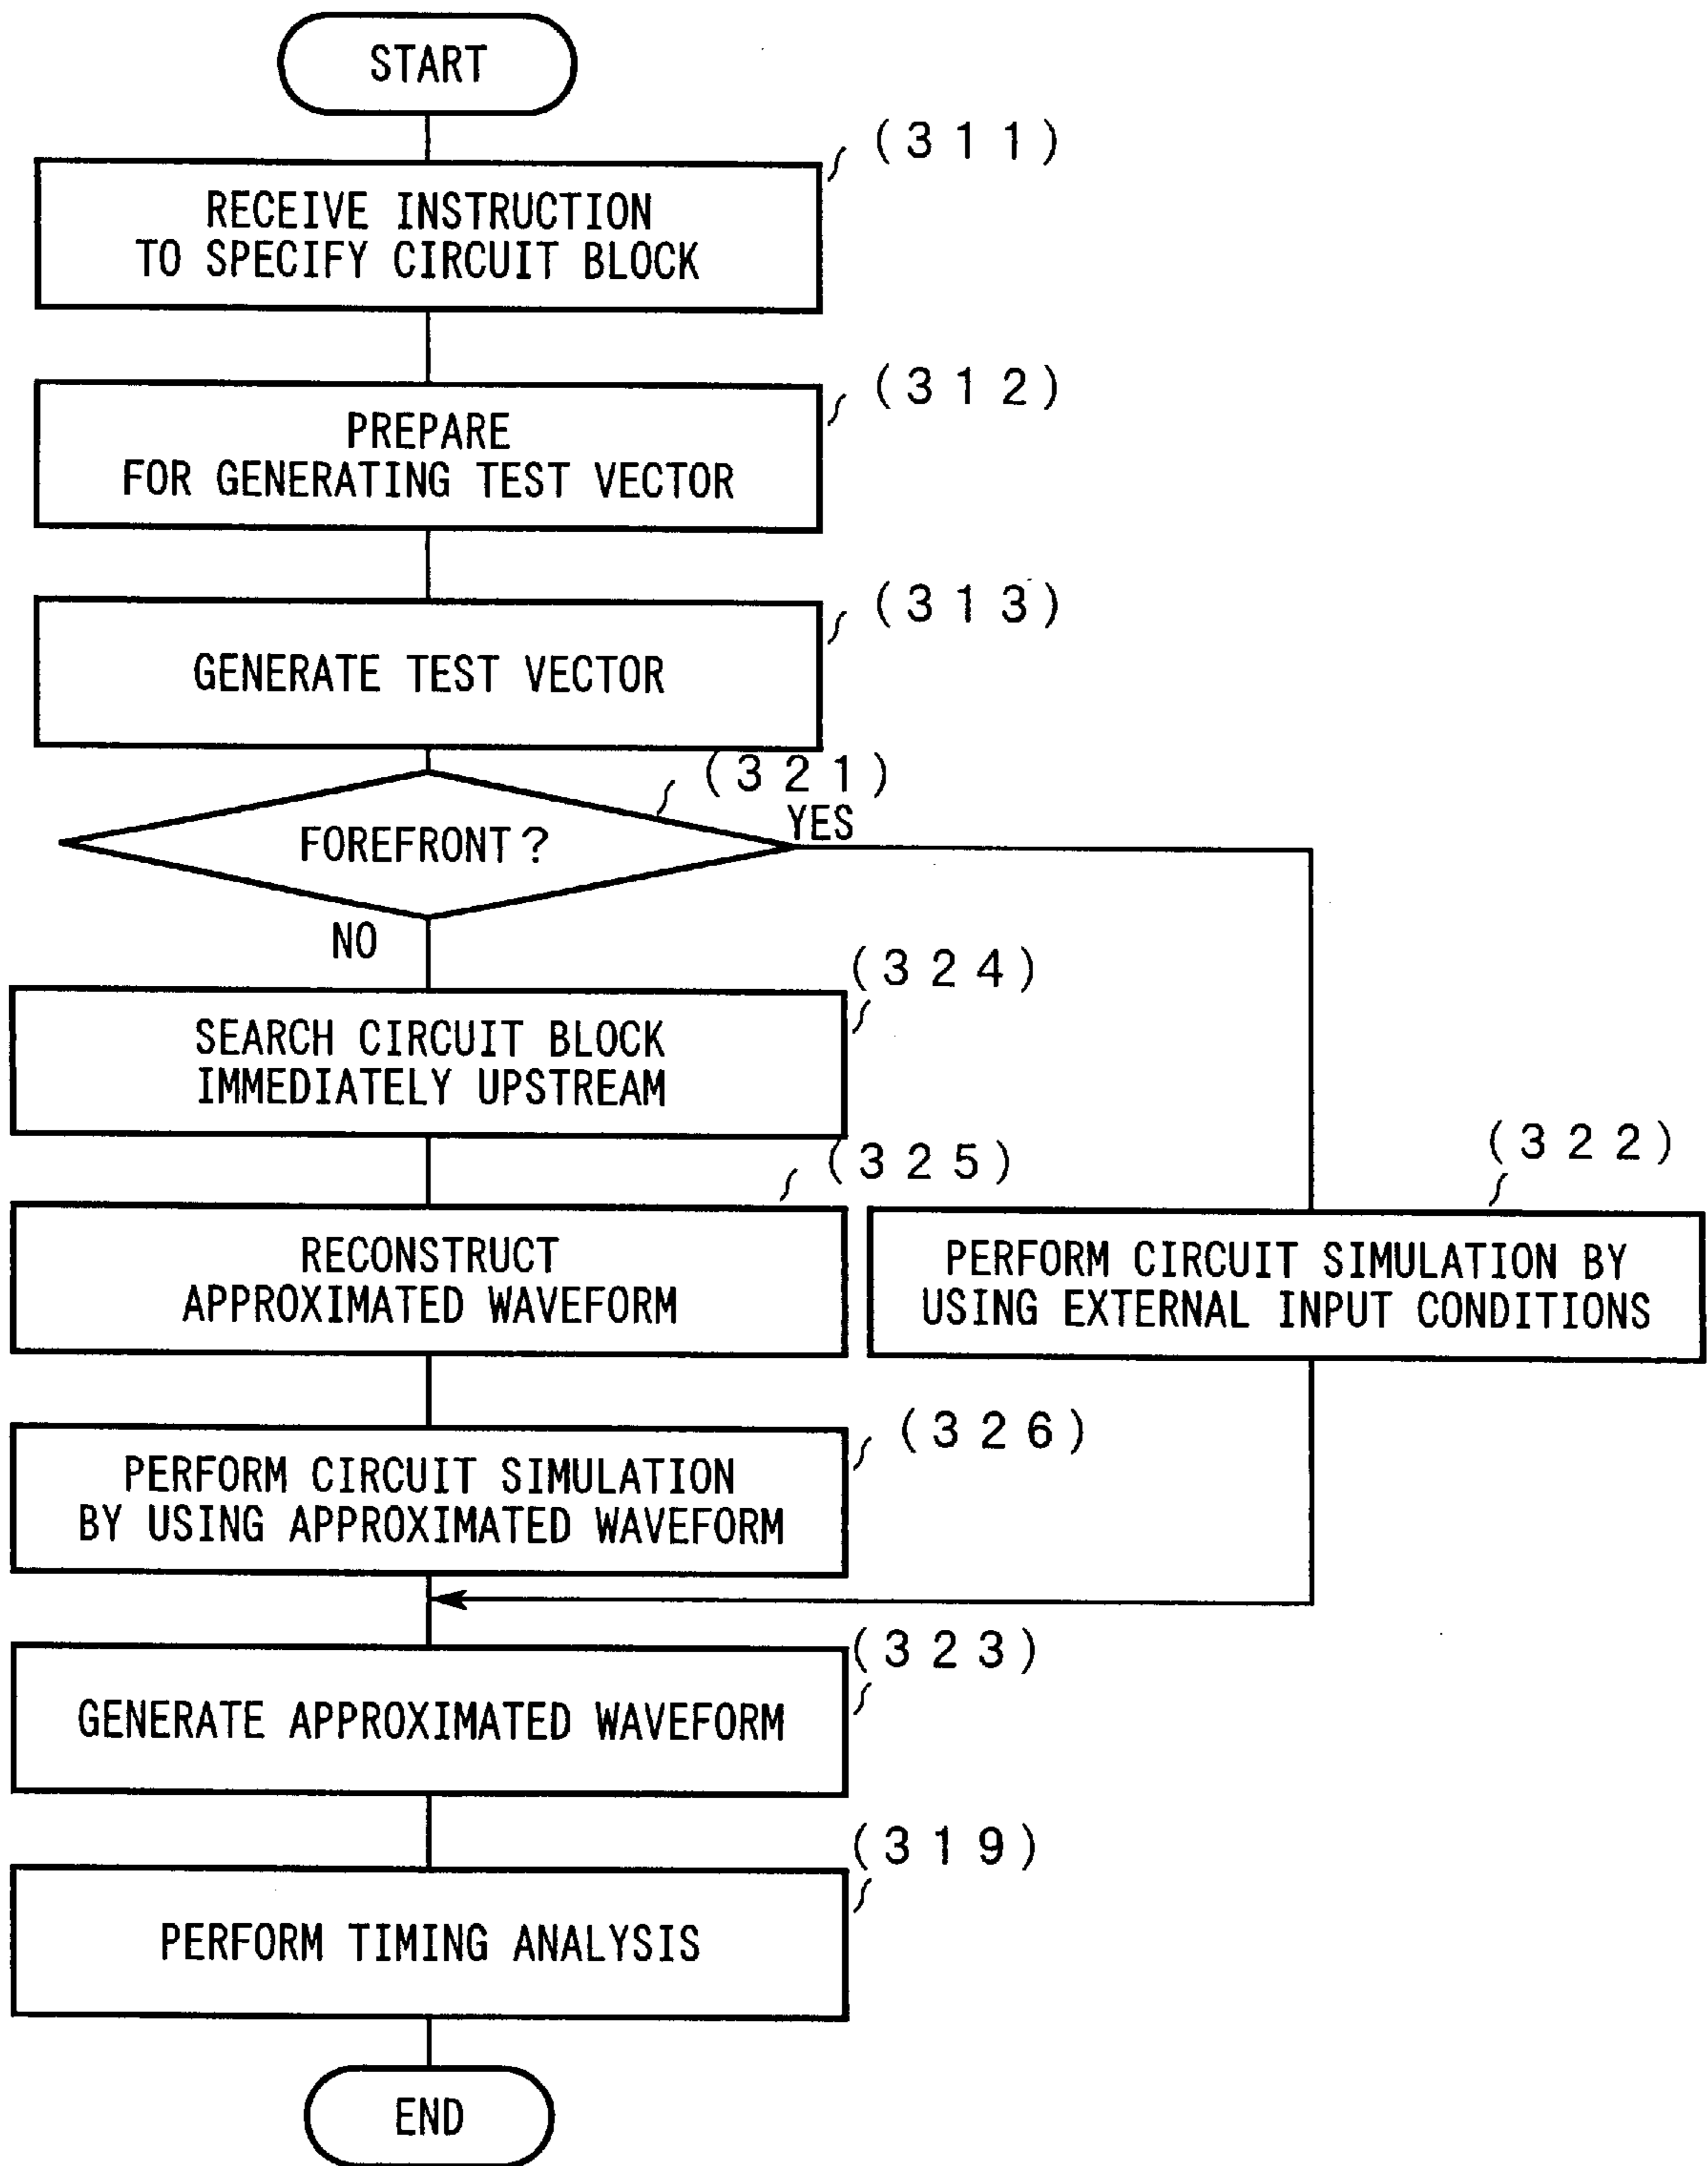 START
(311)
RECEIVE INSTRUCTION
TO SPECIFY CIRCUIT BLOCK
(312)
PREPARE
FOR GENERATING TEST VECTOR
(313)
GENERATE TEST VECTOR
(321)
FOREFRONT?
YES
NO
(324)
SEARCH CIRCUIT BLOCK
IMMEDIATELY UPSTREAM
(325)
RECONSTRUCT
APPROXIMATED WAVEFORM
(322)
PERFORM CIRCUIT SIMULATION BY
USING EXTERNAL INPUT CONDITIONS
(326)
PERFORM CIRCUIT SIMULATION
BY USING APPROXIMATED WAVEFORM
(323)
GENERATE APPROXIMATED WAVEFORM
(319)
PERFORM TIMING ANALYSIS
END